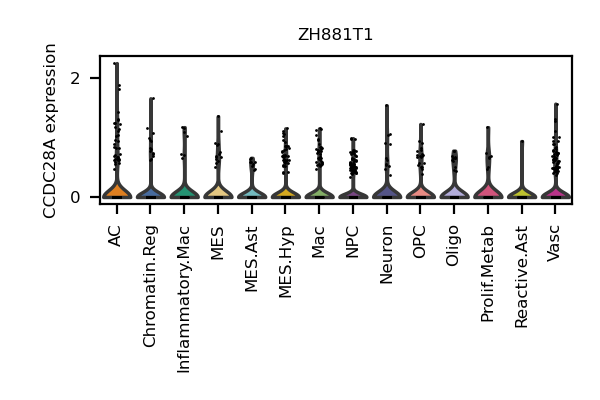 ZH881T1
CCDC28A expression
2
0
AC
Chromatin.Reg
Inflammatory.Mac
MES
MES.Ast
MES.Hyp
Mac
NPC
Neuron
OPC
Oligo
Prolif.Metab
Reactive.Ast
Vasc